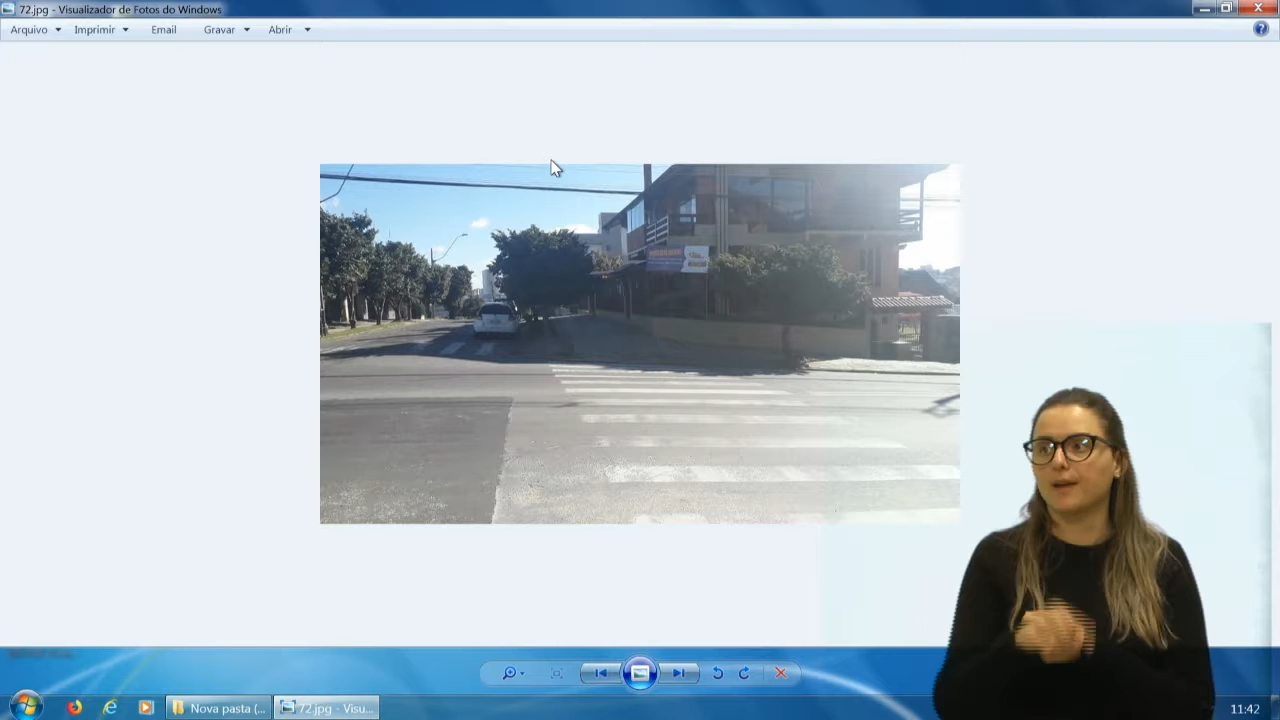 72.jpg - Visualizador de Fotos do Windows
Arquivo Imprimir Email Gravar Abrir
Nova pasta (... 72.jpg - Visu... 11:42